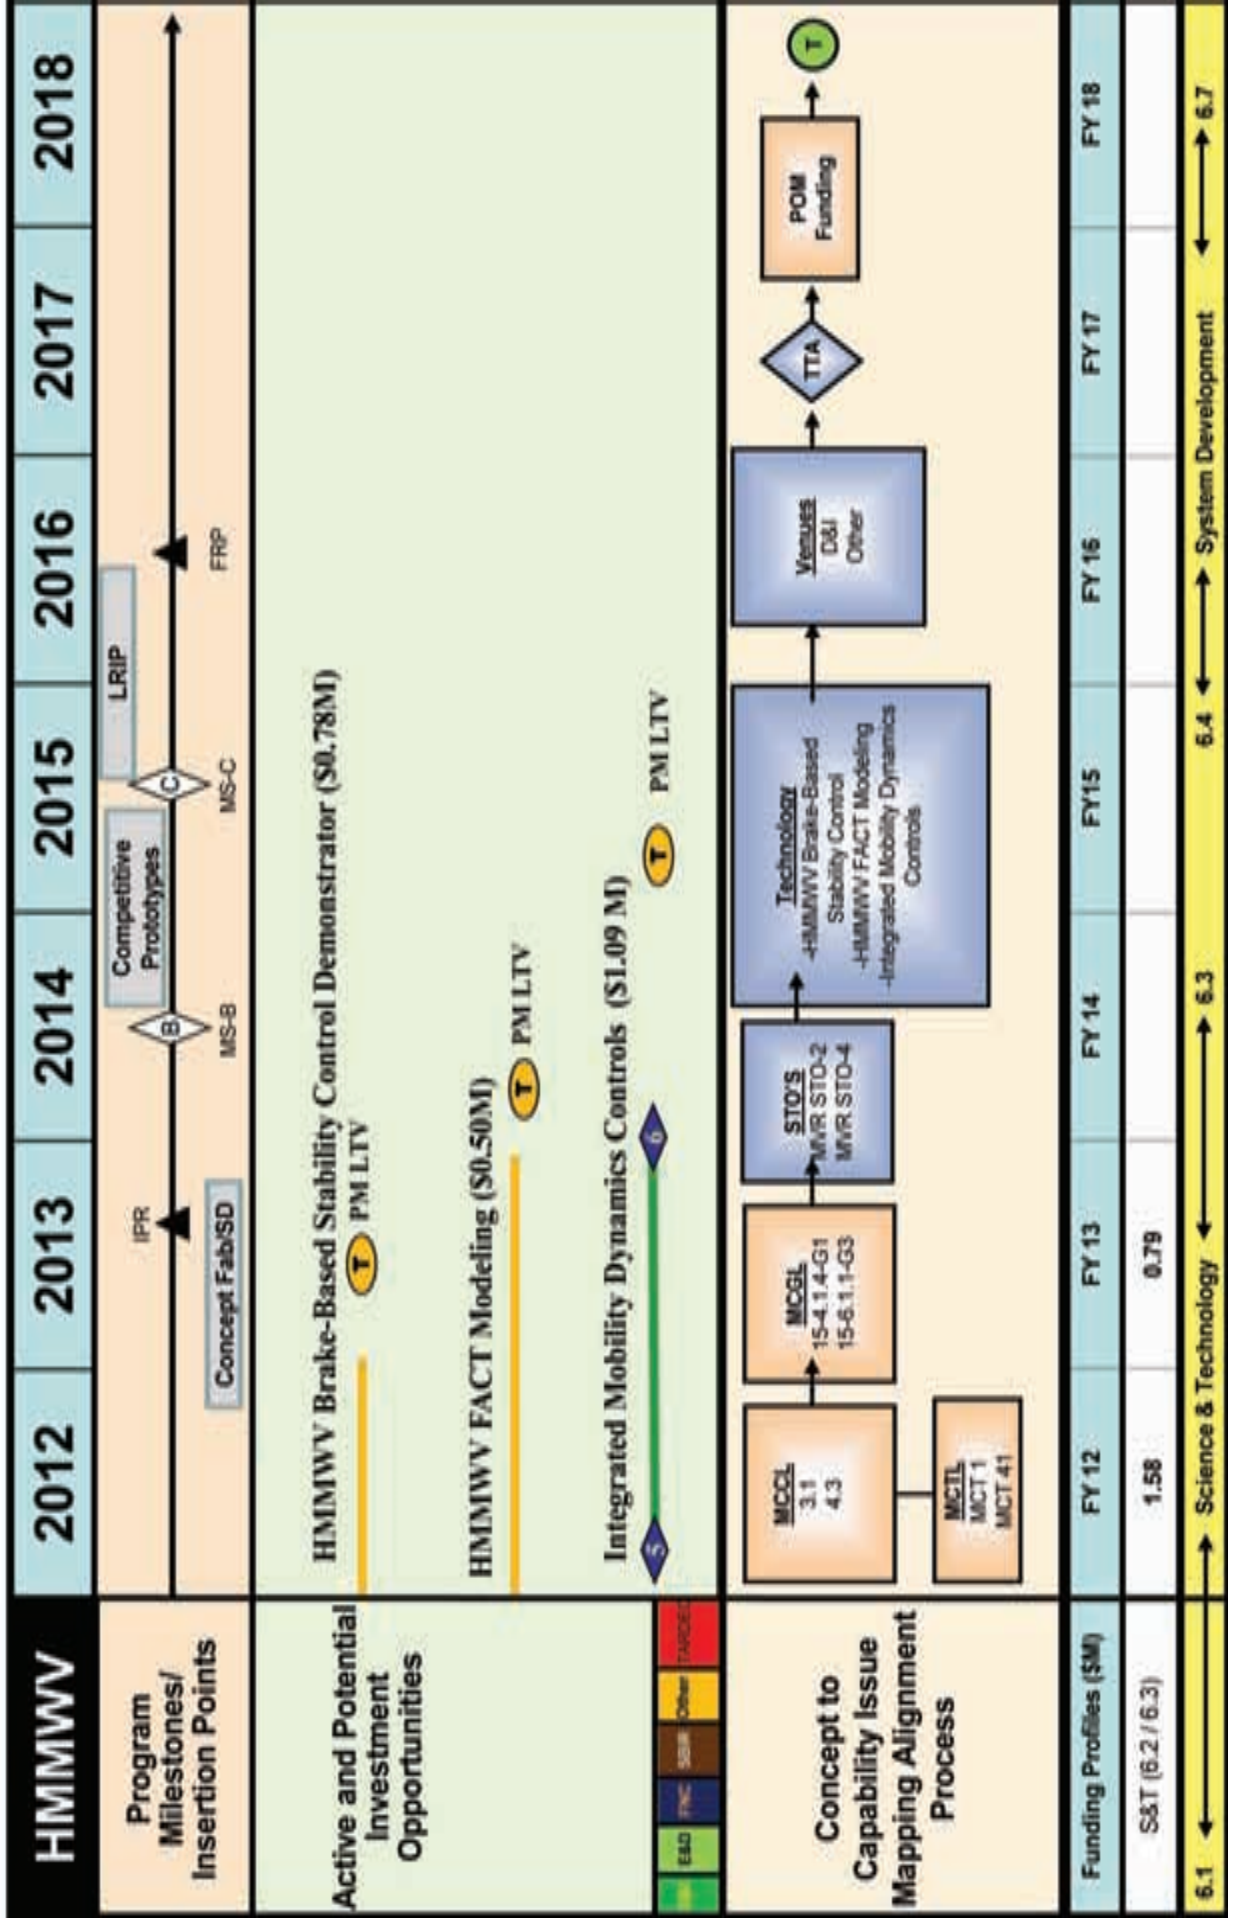 HMMWV
2012
2013
2014
2015
2016
2017
2018
Program
Milestones/
Insertion Points
IPR
Concept Fab/SD
B
MS-B
Competitive
Prototypes
C
MS-C
LRIP
FRP
Active and Potential
Investment
Opportunities
HMMWV Brake-Based Stability Control Demonstrator ($0.78M)
T PM LTV
HMMWV FACT Modeling ($0.50M)
T PM LTV
Integrated Mobility Dynamics Controls ($1.09 M)
5
6
T PM LTV
E&D
FNC
SBIR
Other
TARDEC
Concept to
Capability Issue
Mapping Alignment
Process
MCCL
3.1
4.3
MCTL
MCT 1
MCT 41
MCGL
15-4.1.4-G1
15-6.1.1-G3
STO'S
MVR STO-2
MVR STO-4
Technology
-HMMWV Brake-Based
Stability Control
-HMMWV FACT Modeling
-Integrated Mobility Dynamics
Controls
Venues
D&I
Other
TTA
POM
Funding
T
Funding Profiles ($M)
FY 12
FY 13
FY 14
FY15
FY 16
FY 17
FY 18
S&T (6.2 / 6.3)
1.58
0.79
6.1
Science & Technology
6.3
6.4
System Development
6.7